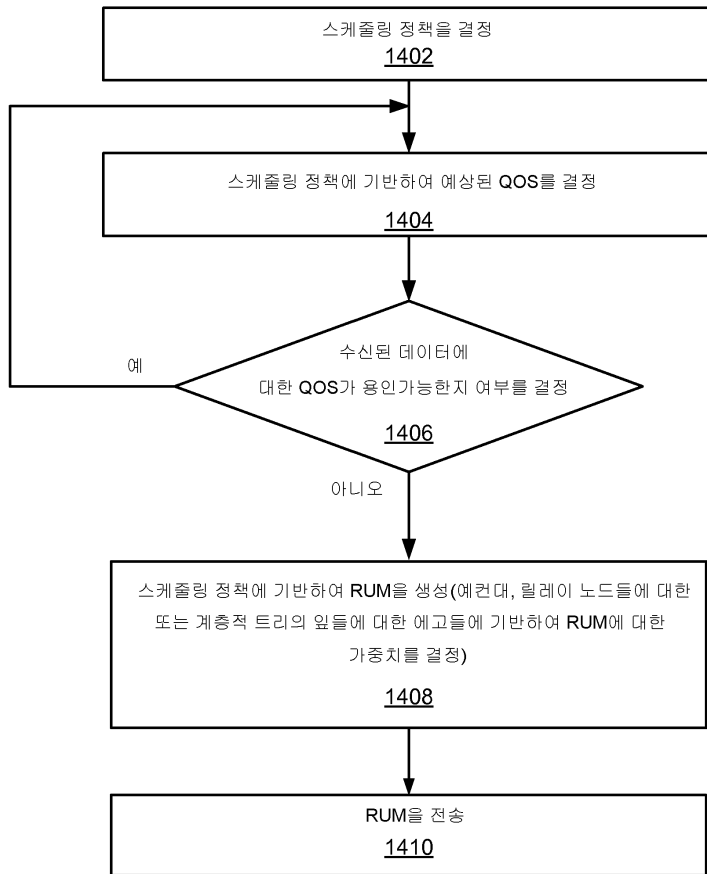 스케줄링 정책을 결정
1402
스케줄링 정책에 기반하여 예상된 QOS를 결정
1404
수신된 데이터에
예
대한 QOS가 용인가능한지 여부를 결정
1406
아니오
스케줄링 정책에 기반하여 RUM을 생성(예컨대, 릴레이 노드들에 대한
또는 계층적 트리의 잎들에 대한 에고들에 기반하여 RUM에 대한
가중치를 결정)
1408
RUM을 전송
1410